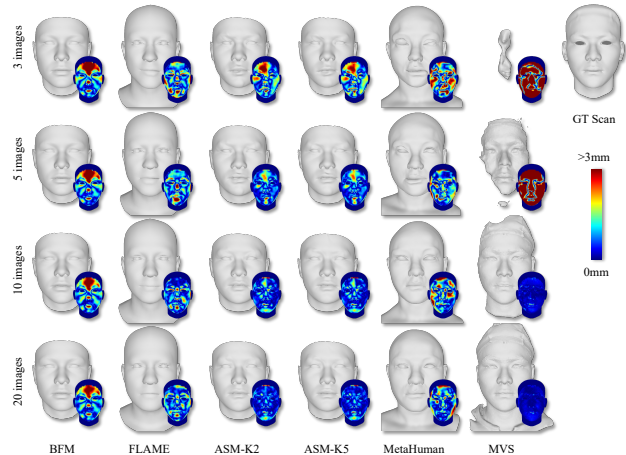 3 images
GT Scan
5 images
>3mm
0mm
10 images
20 images
BFM
FLAME
ASM-K2
ASM-K5
MetaHuman
MVS